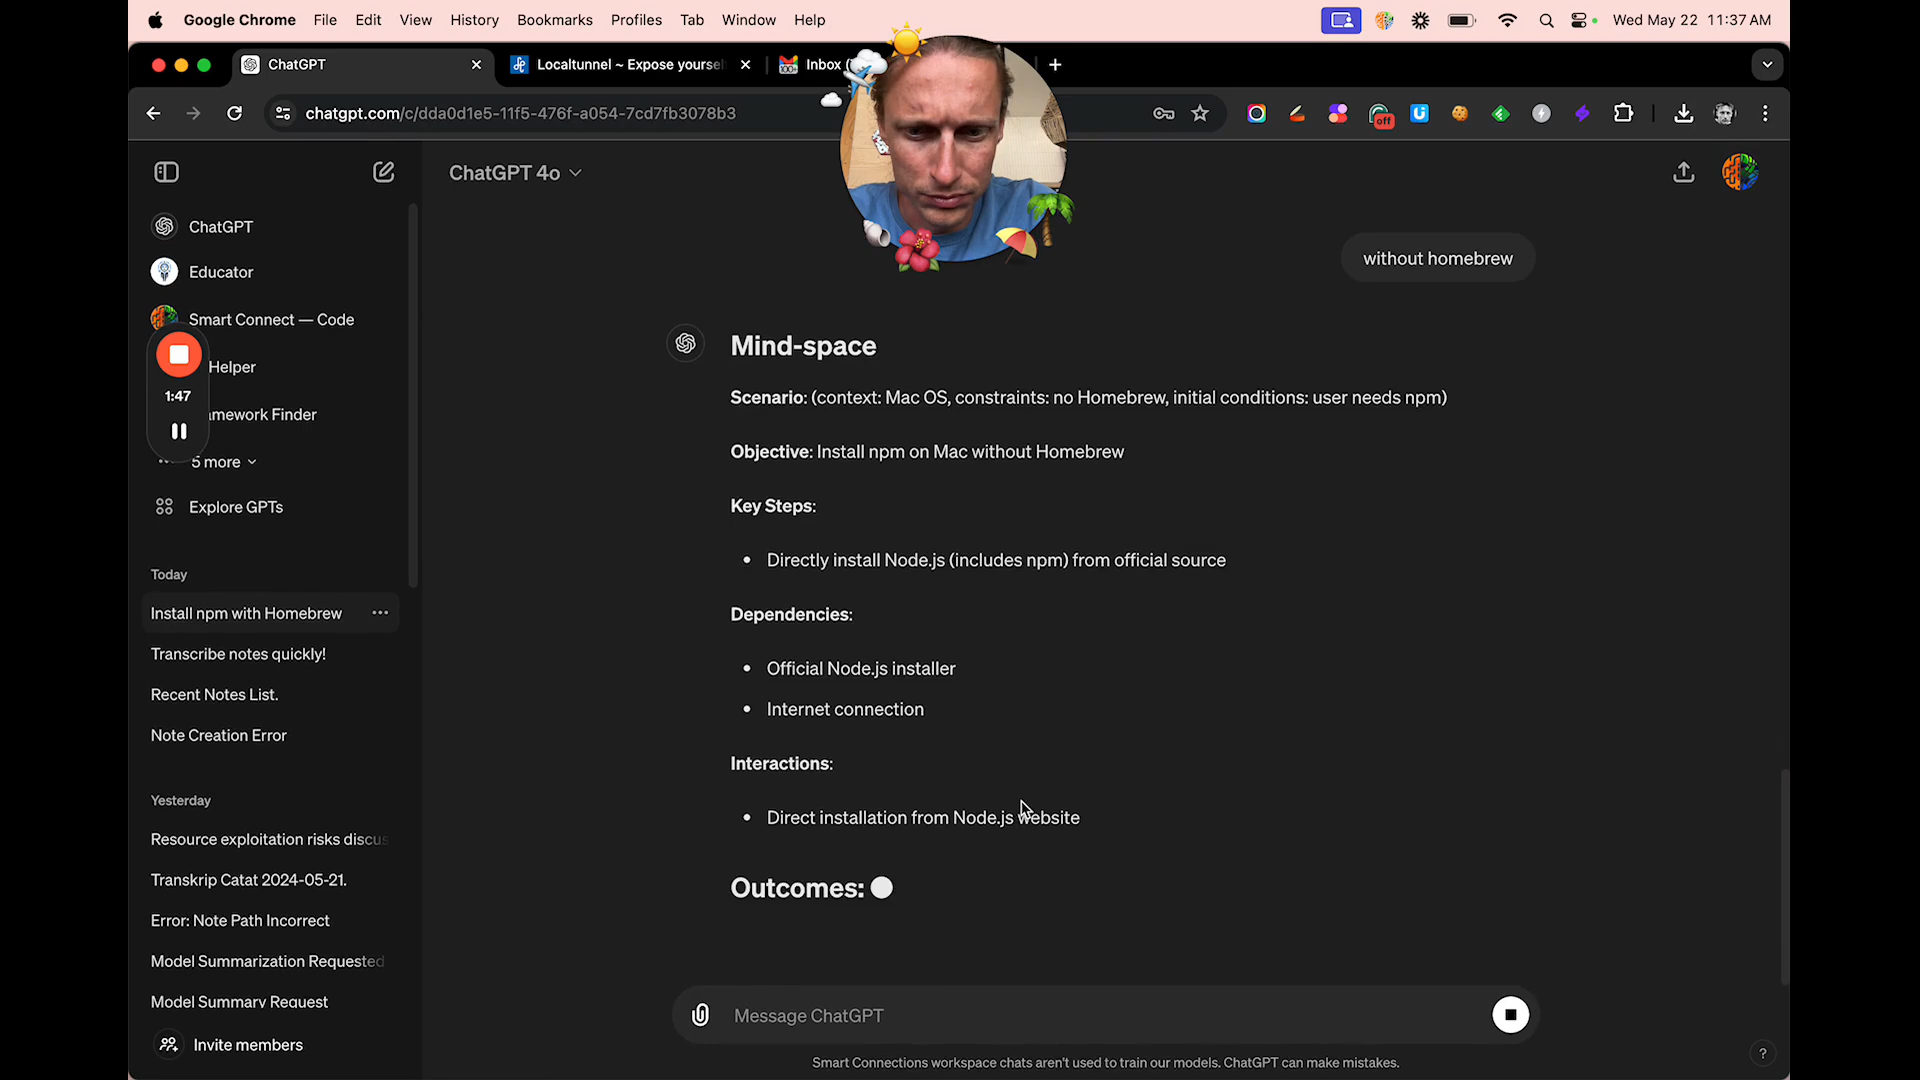 Google Chrome File Edit View History Bookmarks Profiles Tab Window Help Wed May 22 11:37 AM
ChatGPT Localtunnel ~ Expose yourse Inbox (
chatgpt.com/c/dda0d1e5-11f5-476f-a054-7cd7fb3078b3
off
ChatGPT 4o
ChatGPT
Educator
Smart Connect — Code
Helper
amework Finder
5 more
Explore GPTs
1:47
Today
Install npm with Homebrew
Transcribe notes quickly!
Recent Notes List.
Note Creation Error
Yesterday
Resource exploitation risks discus
Transkrip Catat 2024-05-21.
Error: Note Path Incorrect
Model Summarization Requested
Model Summary Request
Invite members
without homebrew
Mind-space
Scenario: (context: Mac OS, constraints: no Homebrew, initial conditions: user needs npm)
Objective: Install npm on Mac without Homebrew
Key Steps:
• Directly install Node.js (includes npm) from official source
Dependencies:
• Official Node.js installer
• Internet connection
Interactions:
• Direct installation from Node.js website
Outcomes:
Message ChatGPT
Smart Connections workspace chats aren't used to train our models. ChatGPT can make mistakes.
?